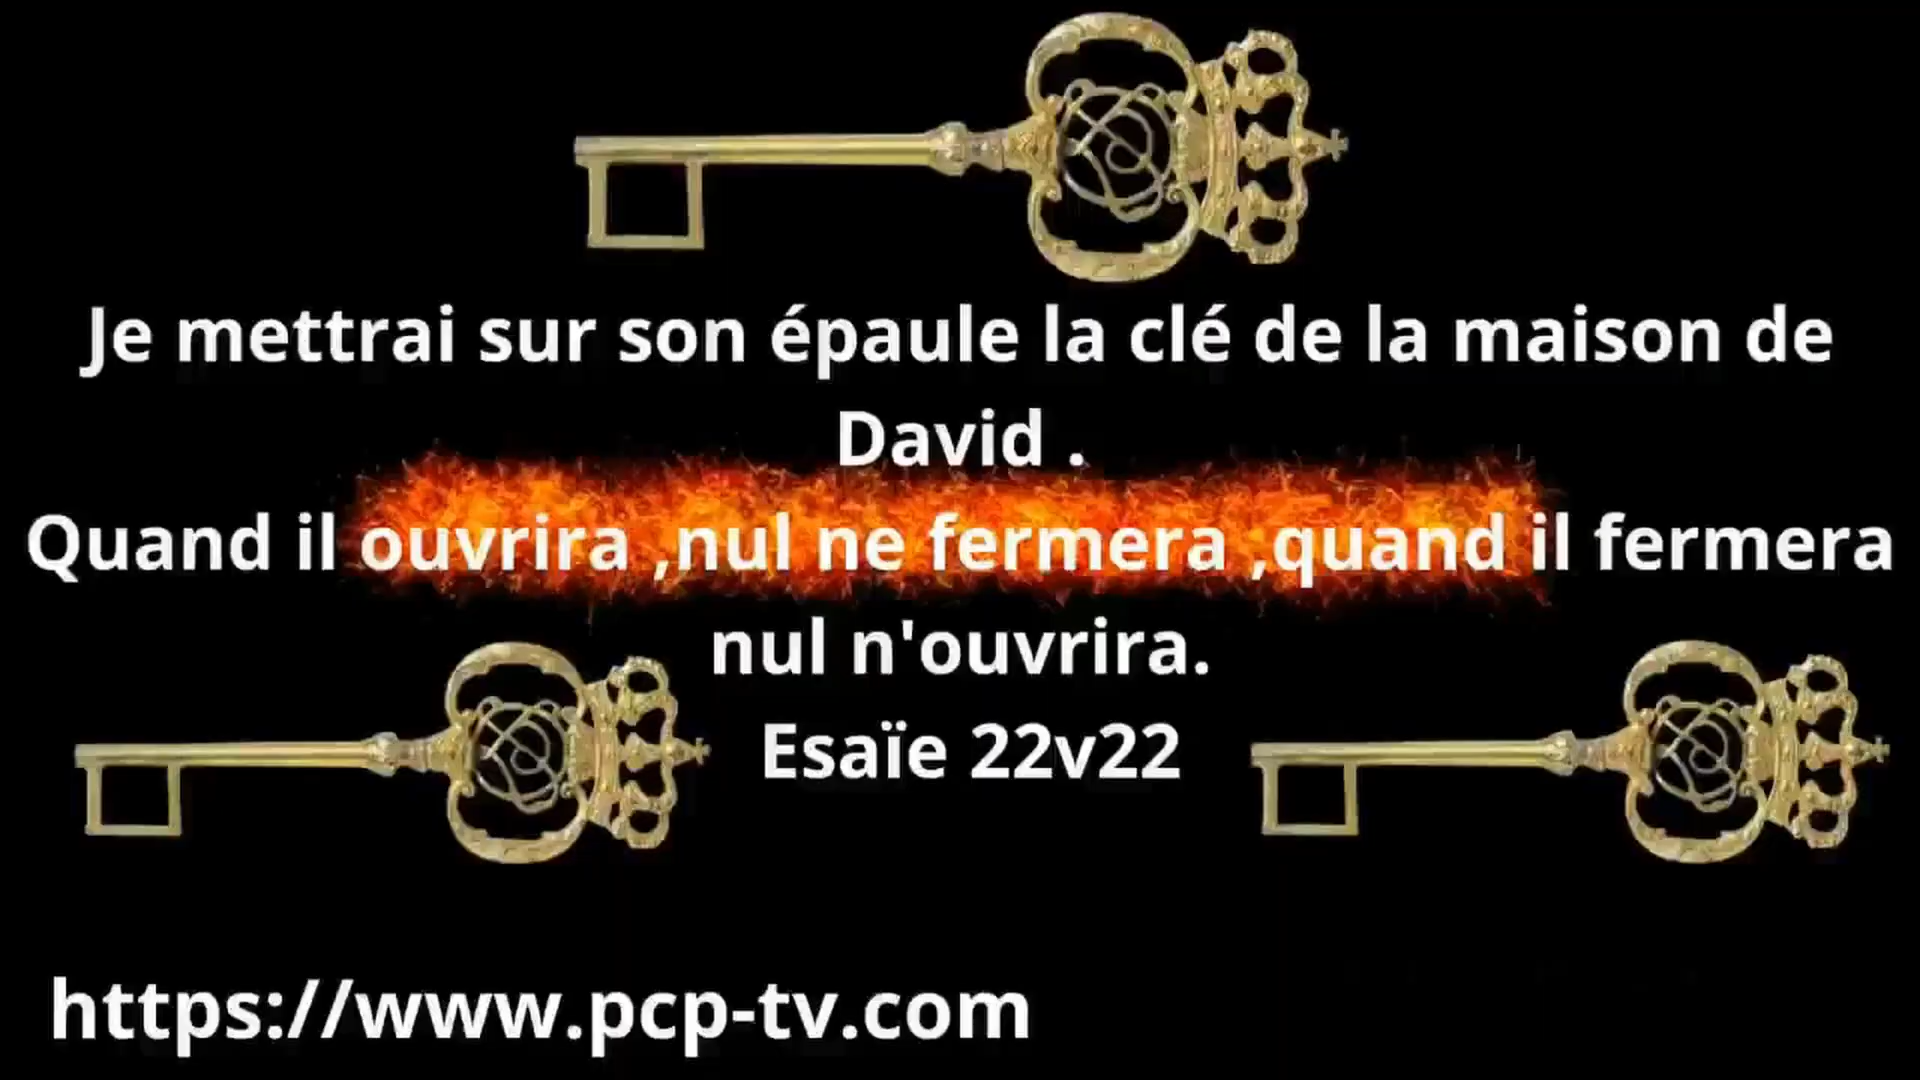 Je mettrai sur son épaule la clé de la maison de
David .
Quand il ouvrira ,nul ne fermera ,quand il fermera
nul n'ouvrira.
Esaïe 22v22
https://www.pcp-tv.com